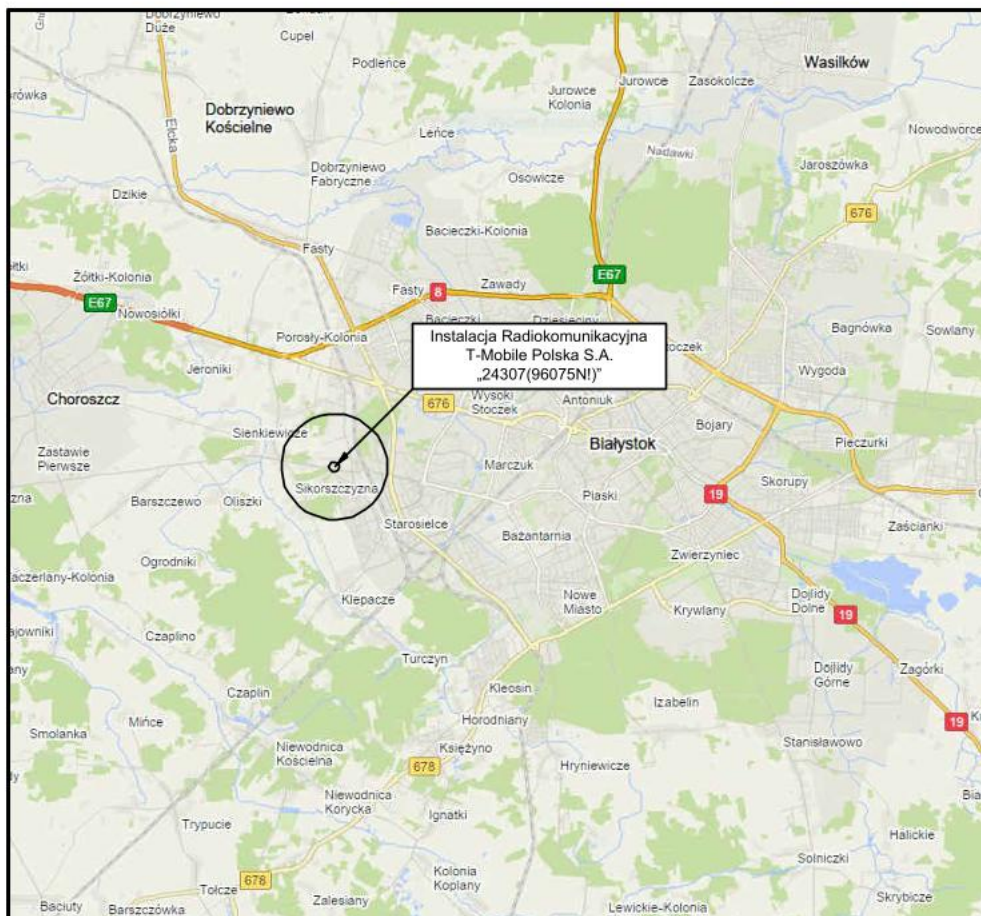 Dobrzyniewo
Duże
Cupel
Podleńce
Wasilków
Jurowce
Zasokolcze
Jurowce
Kolonia
Dobrzyniewo
Kościelne
Ełcka
Leńce
Nowodworce
Nadawki
Jaroszówka
Dobrzyniewo
Fabryczne
Osowicze
Dzikie
676
Bacieczki-Kolonia
Fasty
E67
Żółtki-Kolonia
Fasty
8
Zawady
E67
Nowosiółki
Bacieczki
Dziesięciny
Porosły-Kolonia
Bagnówka
Sowlany
Instalacja Radiokomunikacyjna
T-Mobile Polska S.A.
„24307(96075N!)”
Jeroniki
Wygoda
Choroszcz
676
Wysoki
Stoczek
Antoniuk
Bojary
Sienkiewicze
Białystok
Pieczurki
Zastawie
Pierwsze
Marczuk
Skorupy
Sikorszczyzna
Piaski
19
Barszczewo
Oliszki
Starosielce
Bażantarnia
Zaścianki
Ogrodniki
Zwierzyniec
Klepacze
Nowe
Miasto
Krywlany
Dojlidy
Dolne
19
Czaplino
Turczyn
Dojlidy
Górne
Zagórki
Czaplin
Kleosin
Izabelin
Mińce
Horodniany
19
Smolanka
Niewodnica
Kościelna
Księżyno
Stanisławowo
678
Hryniewicze
Niewodnica
Korycka
Trypucie
Ignatki
Halickie
Kolonia
Koplany
Solniczki
678
Tołcze
Skrybicze
Baciuty
Barszczówka
Zalesiany
Lewickie-Kolonia